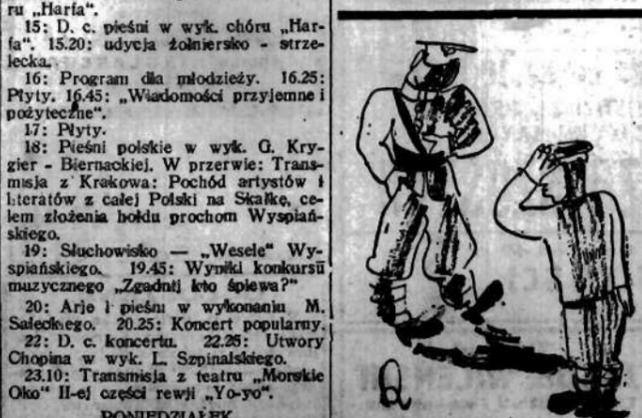 ru „Harfa”.
15: D. c. pieśni w wyk. chóru „Har-
fa”. 15.20: udycja żołniersko - strze-
lecka.
16: Program dla młodzieży. 16.25:
Płyty. 16.45: „Wiadomości przyjemne i
pożyteczne”.
17: Płyty.
18: Pieśni polskie w wyk. G. Kry-
gier - Biernackiej. W przerwie: Trans-
misja z Krakowa: Pochód artystów i
literatów z całej Polski na Skałkę, ce-
lem złożenia hołdu prochom Wyspiań-
skiego.
19: Słuchowisko — „Wesele” Wy-
spiańskiego. 19.45: Wyniki konkursu
muzycznego „Zgadnij kto śpiewa?”
20: Arje i pieśni w wykonaniu M.
Saleckiego. 20.25: Koncert popularny.
22: D. c. koncertu. 22.25: Utwory
Chopina w wyk. L. Szpinalskiego.
23.10: Transmisja z teatru „Morskie
Oko” II-ej części rewji „Yo-yo”.
PONIEDZIAŁEK